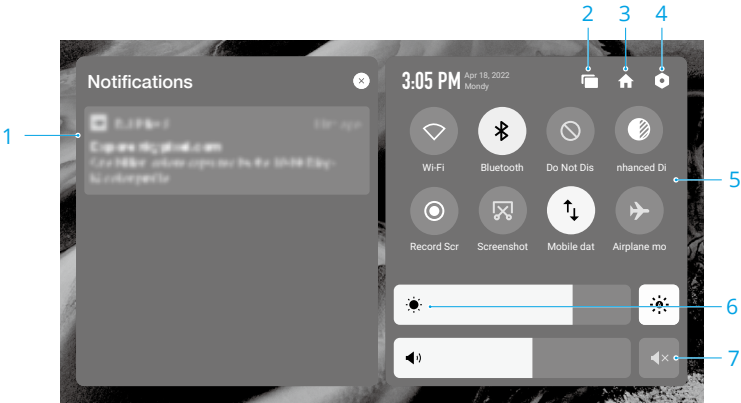 2 3 4
Notifications
3:05 PM Apr 18, 2022
Mondy
1
Wi-Fi Bluetooth Do Not Dis nhanced Di
5
Record Scr Screenshot Mobile dat Airplane mo
6
7